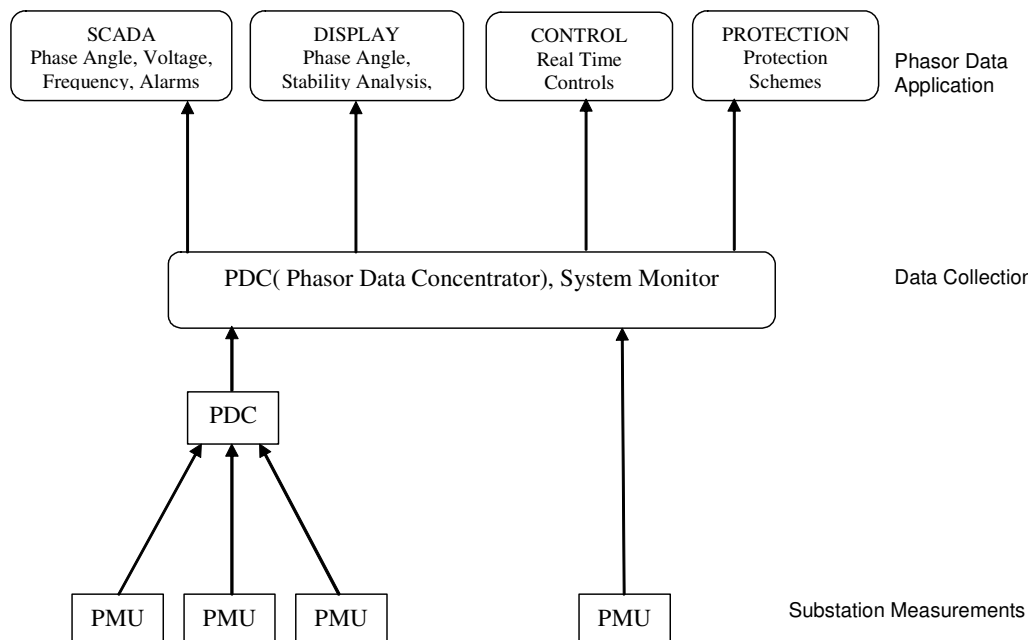 SCADA
Phase Angle, Voltage,
Frequency, Alarms
DISPLAY
Phase Angle,
Stability Analysis,
CONTROL
Real Time
Controls
PROTECTION
Protection
Schemes
Phasor Data
Application
PDC( Phasor Data Concentrator), System Monitor
Data Collection
PDC
PMU
PMU
PMU
PMU
Substation Measurements